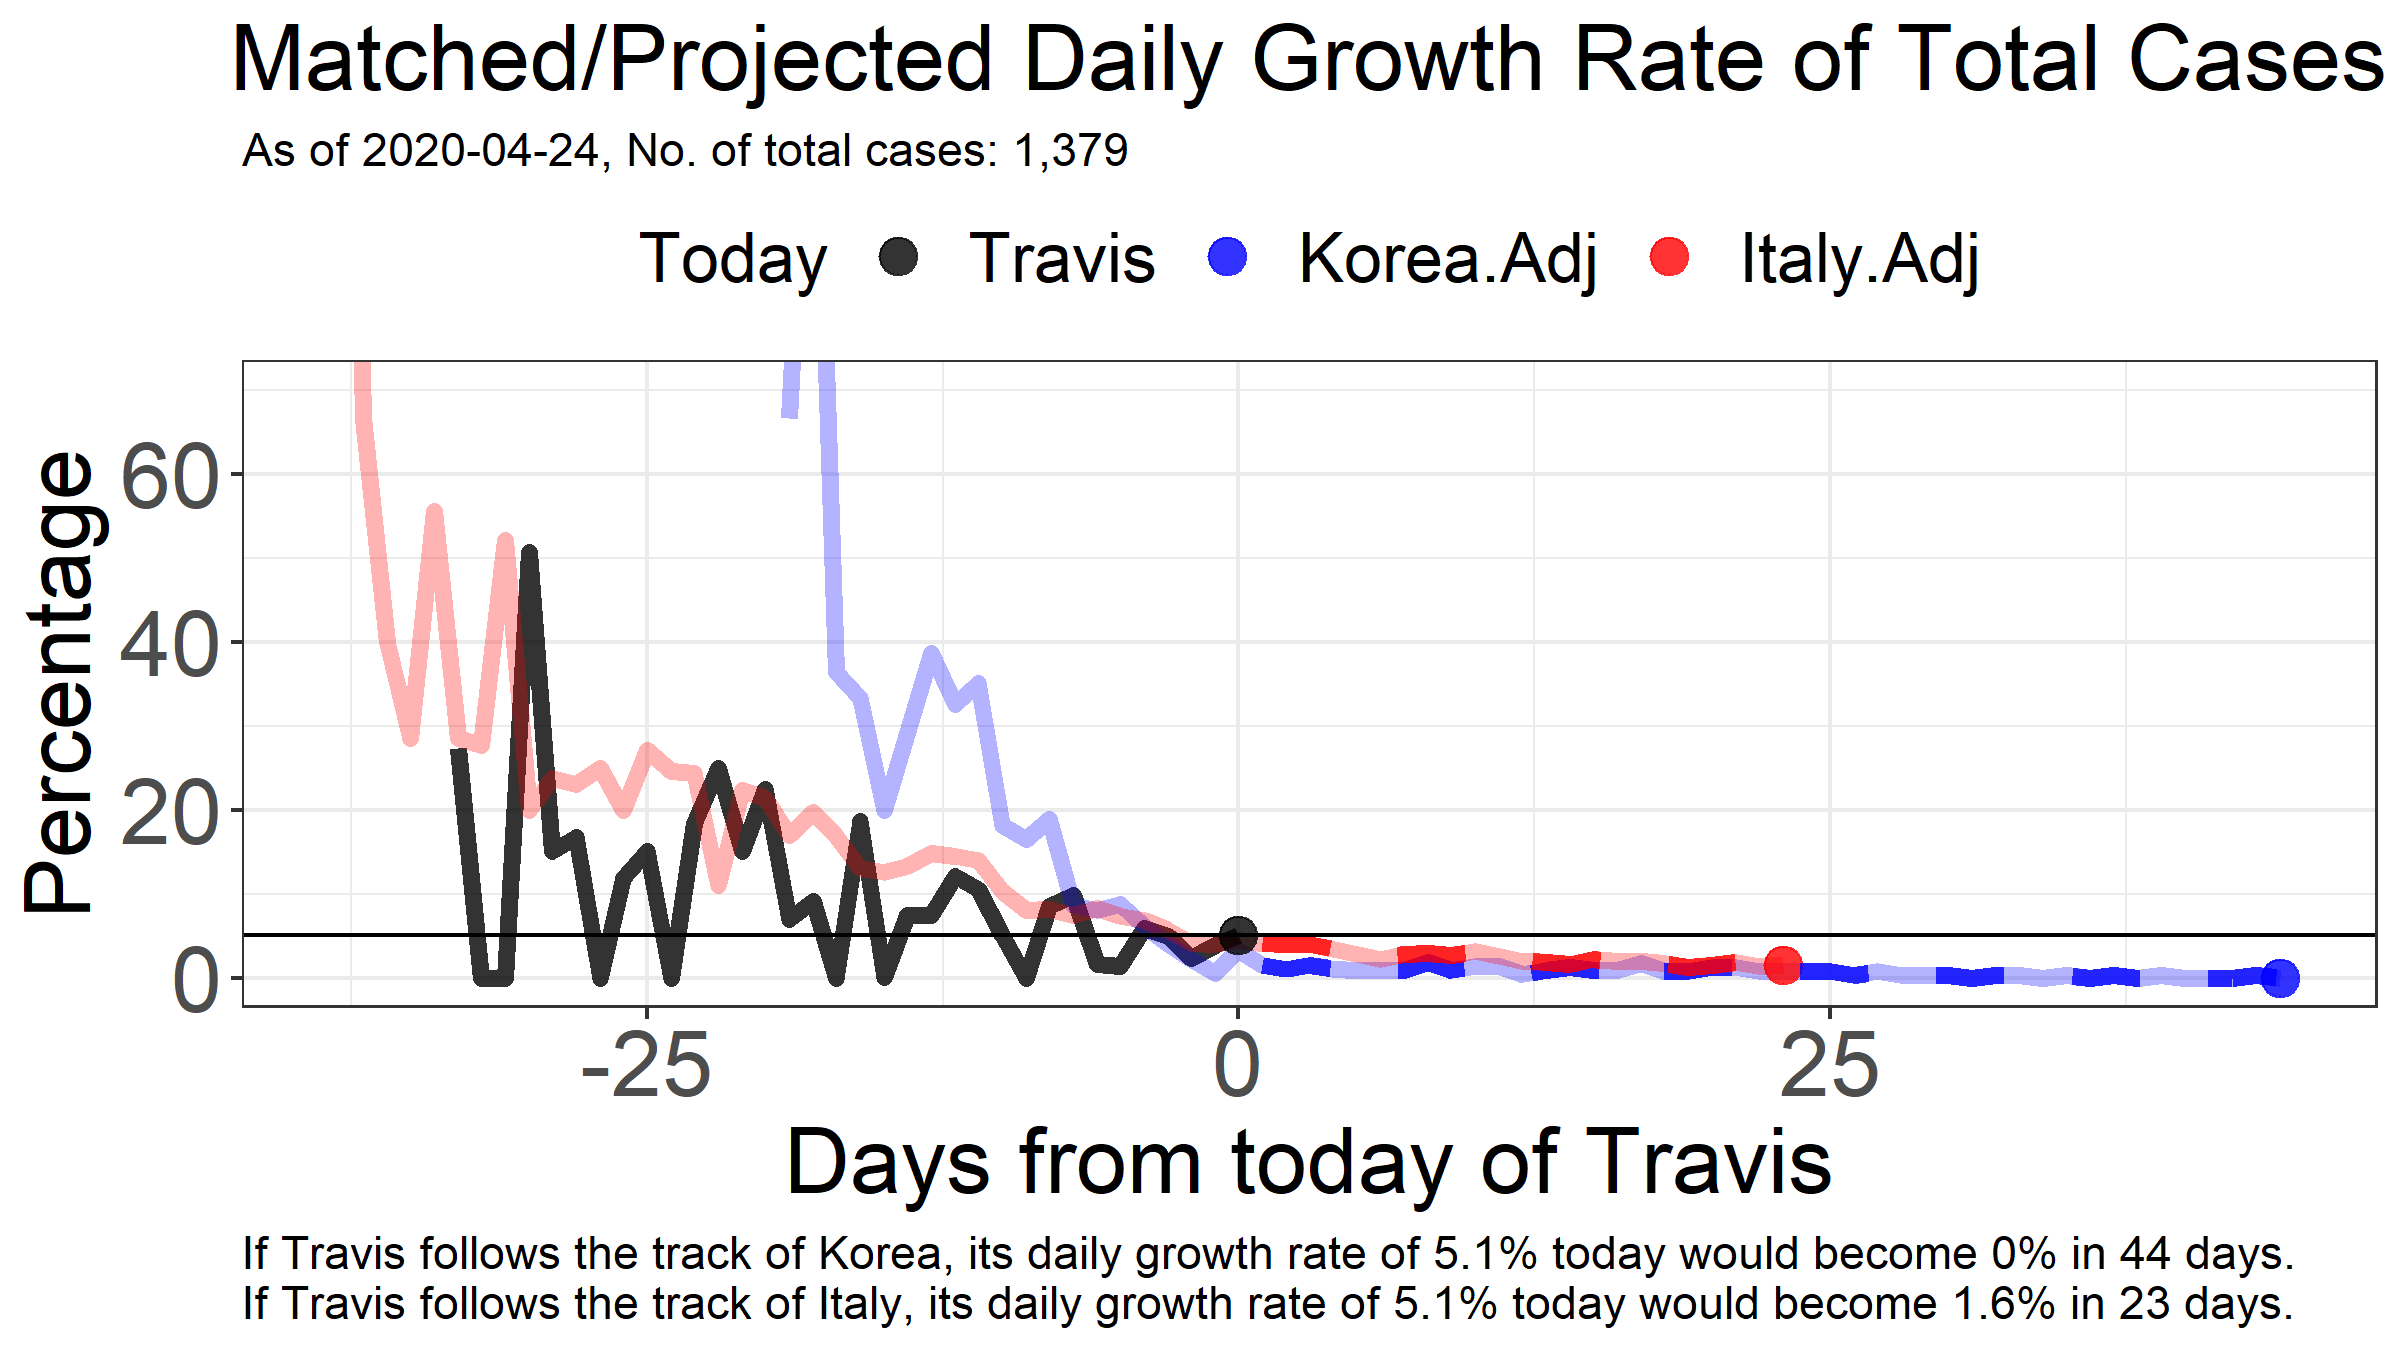 Matched/Projected Daily Growth Rate of Total Cases
As of 2020-04-24, No. of total cases: 1,379
Today Travis Korea.Adj Italy.Adj
Percentage
60
40
20
0
-25 0 25
Days from today of Travis
If Travis follows the track of Korea, its daily growth rate of 5.1% today would become 0% in 44 days.
If Travis follows the track of Italy, its daily growth rate of 5.1% today would become 1.6% in 23 days.